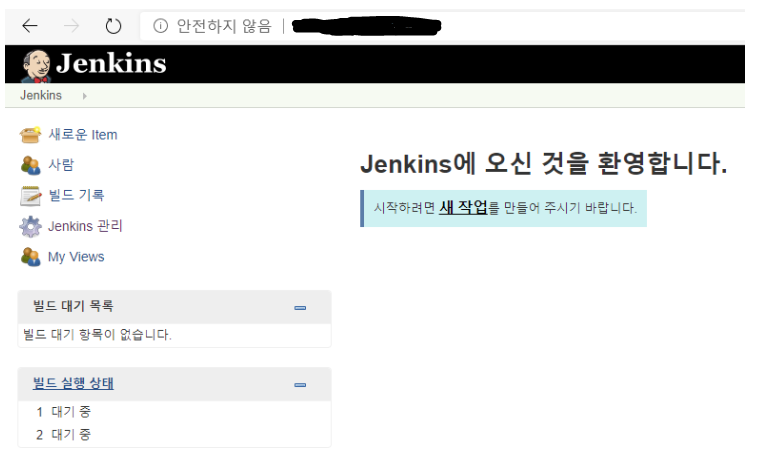 안전하지 않음
Jenkins
Jenkins
새로운 Item
사람
빌드 기록
Jenkins 관리
My Views
Jenkins에 오신 것을 환영합니다.
시작하려면 새 작업를 만들어 주시기 바랍니다.
빌드 대기 목록
빌드 대기 항목이 없습니다.
빌드 실행 상태
1 대기 중
2 대기 중